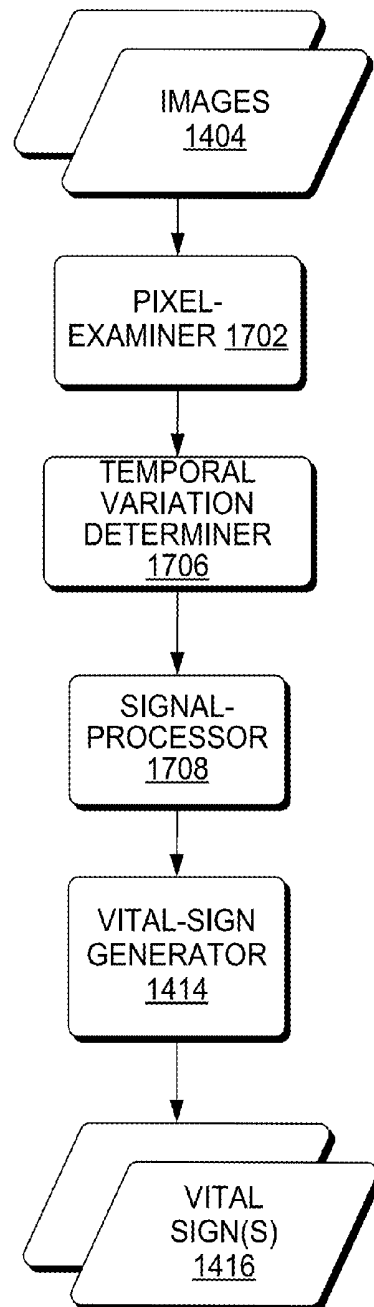 IMAGES
1404
PIXEL-
EXAMINER 1702
TEMPORAL
VARIATION
DETERMINER
1706
SIGNAL-
PROCESSOR
1708
VITAL-SIGN
GENERATOR
1414
VITAL
SIGN(S)
1416